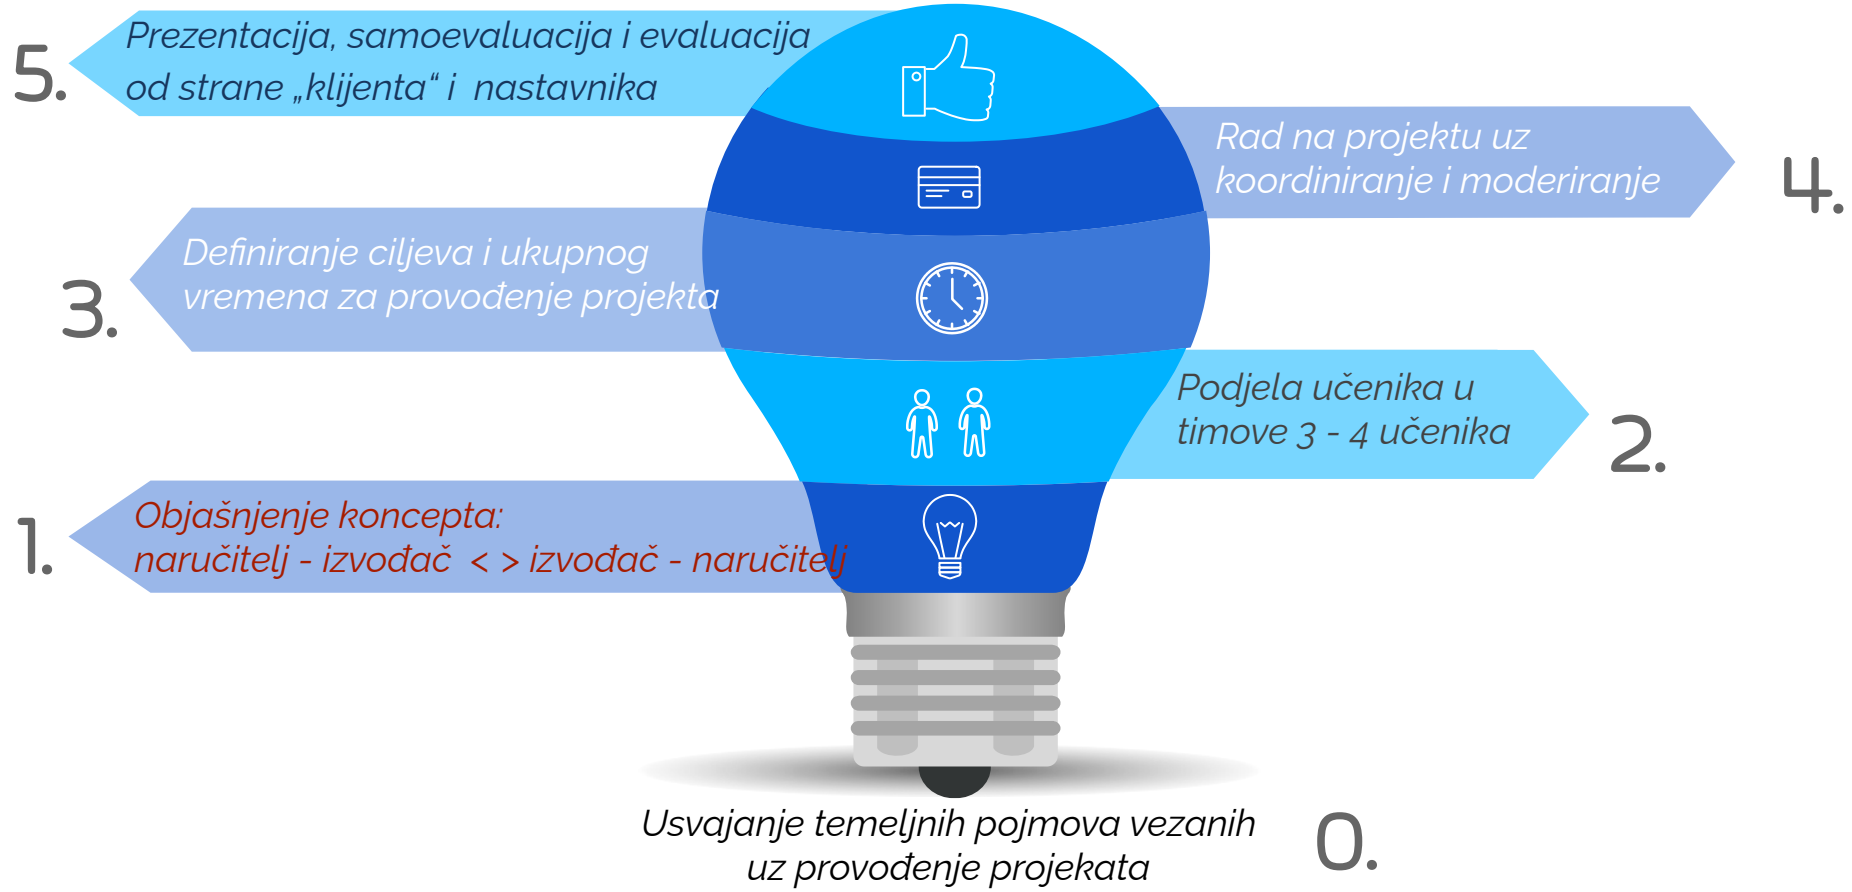 5.
Prezentacija, samoevaluacija i evaluacija
od strane „klijenta“ i nastavnika
Rad na projektu uz
koordiniranje i moderiranje
4.
3.
Definiranje ciljeva i ukupnog
vremena za provođenje projekta
Podjela učenika u
timove 3 - 4 učenika
2.
1.
Objašnjenje koncepta:
naručitelj - izvođač < > izvođač - naručitelj
Usvajanje temeljnih pojmova vezanih
uz provođenje projekata
0.